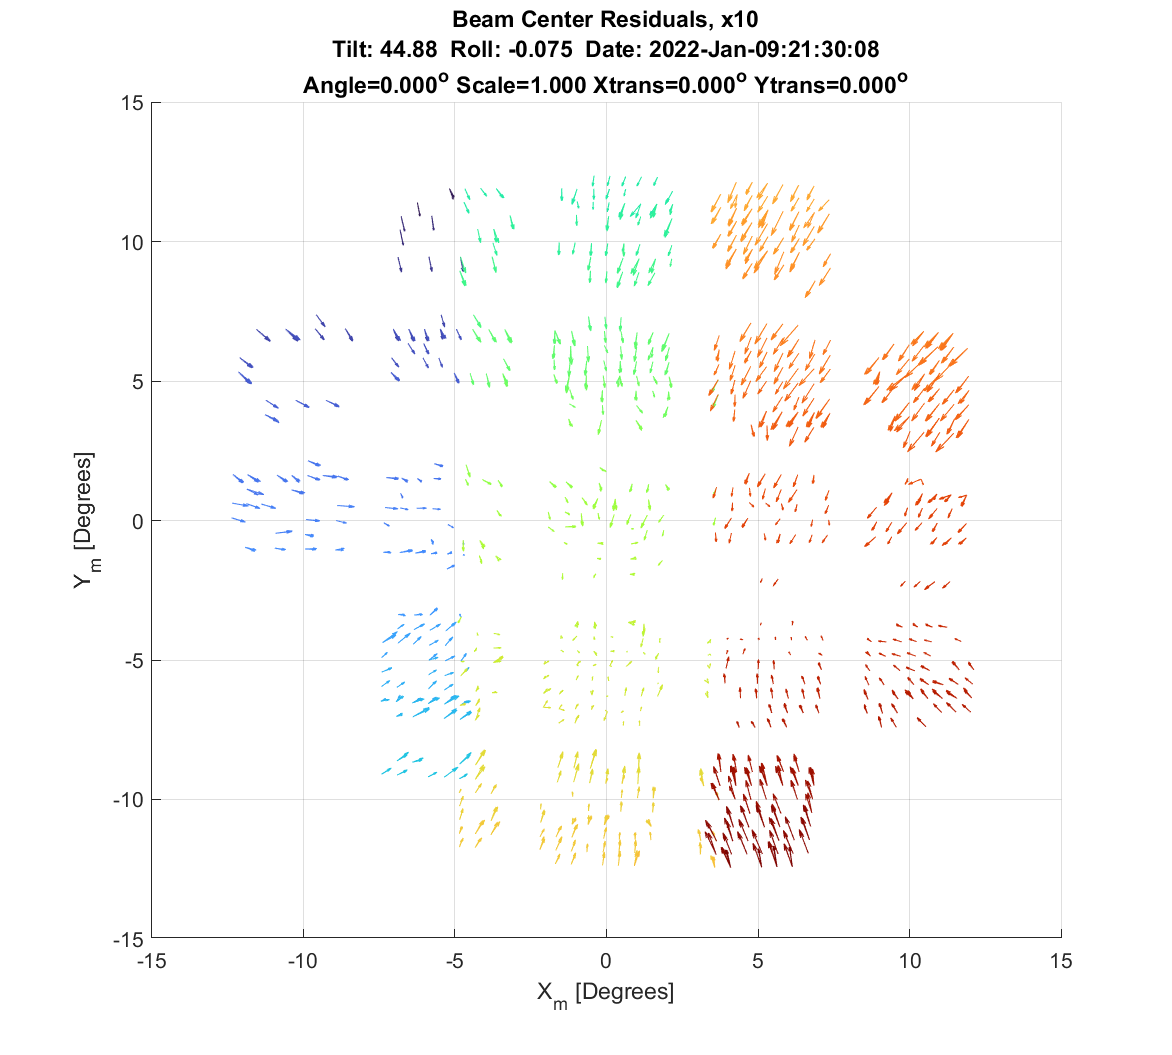 Beam Center Residuals, x10
Tilt: 44.88 Roll: -0.075 Date: 2022-Jan-09:21:30:08
Angle=0.000° Scale=1.000 Xtrans=0.000° Ytrans=0.000°
15
10
5
0
-5
-10
-15
Y_m [Degrees]
-15 -10 -5 0 5 10 15
X_m [Degrees]